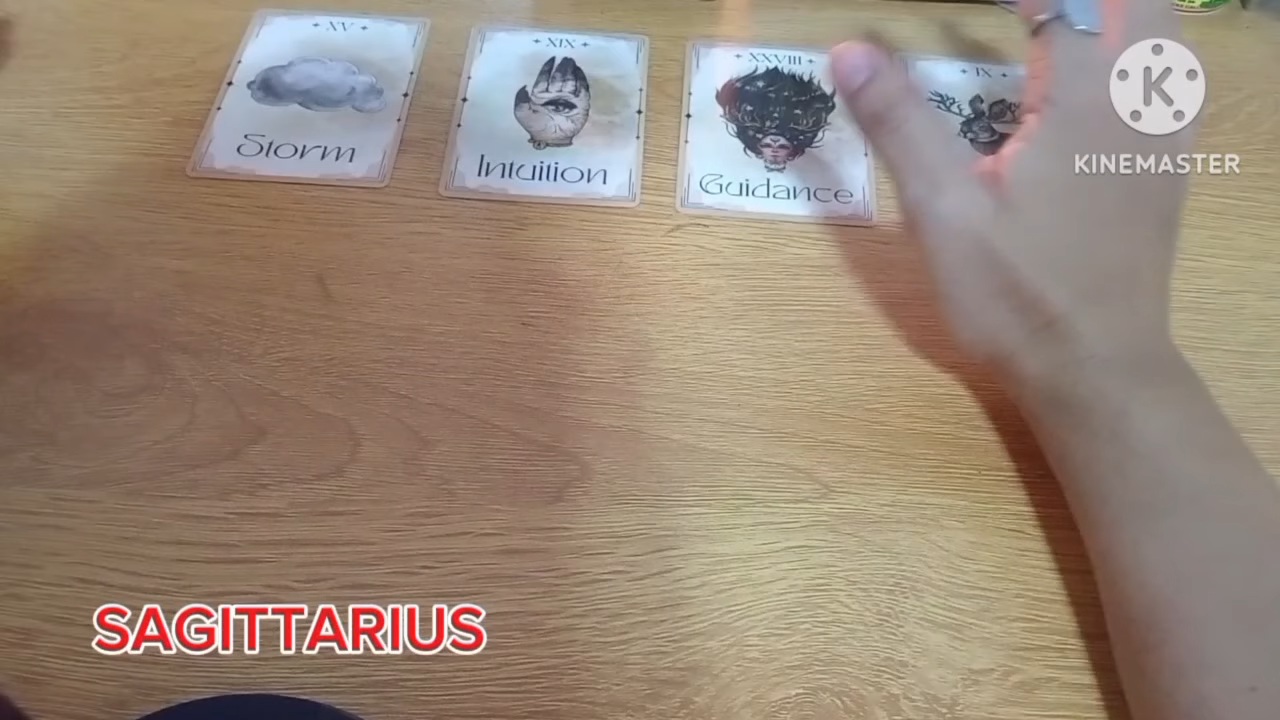 XV
Storm
XIX
Intuition
XXVIII
Guidance
IX
KINEMASTER
SAGITTARIUS